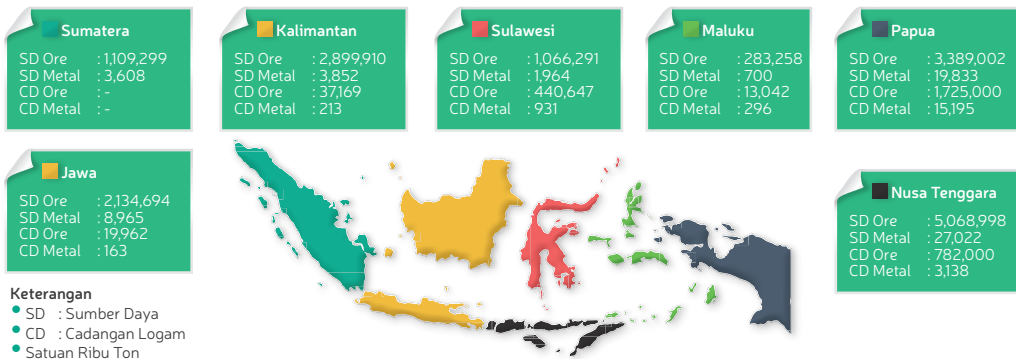 Sumatera
SD Ore : 1,109,299
SD Metal : 3,608
CD Ore : -
CD Metal : -
Kalimantan
SD Ore : 2,899,910
SD Metal : 3,852
CD Ore : 37,169
CD Metal : 213
Sulawesi
SD Ore : 1,066,291
SD Metal : 1,964
CD Ore : 440,647
CD Metal : 931
Maluku
SD Ore : 283,258
SD Metal : 700
CD Ore : 13,042
CD Metal : 296
Papua
SD Ore : 3,389,002
SD Metal : 19,833
CD Ore : 1,725,000
CD Metal : 15,195
Jawa
SD Ore : 2,134,694
SD Metal : 8,965
CD Ore : 19,962
CD Metal : 163
Nusa Tenggara
SD Ore : 5,068,998
SD Metal : 27,022
CD Ore : 782,000
CD Metal : 3,138
Keterangan
• SD : Sumber Daya
• CD : Cadangan Logam
• Satuan Ribu Ton